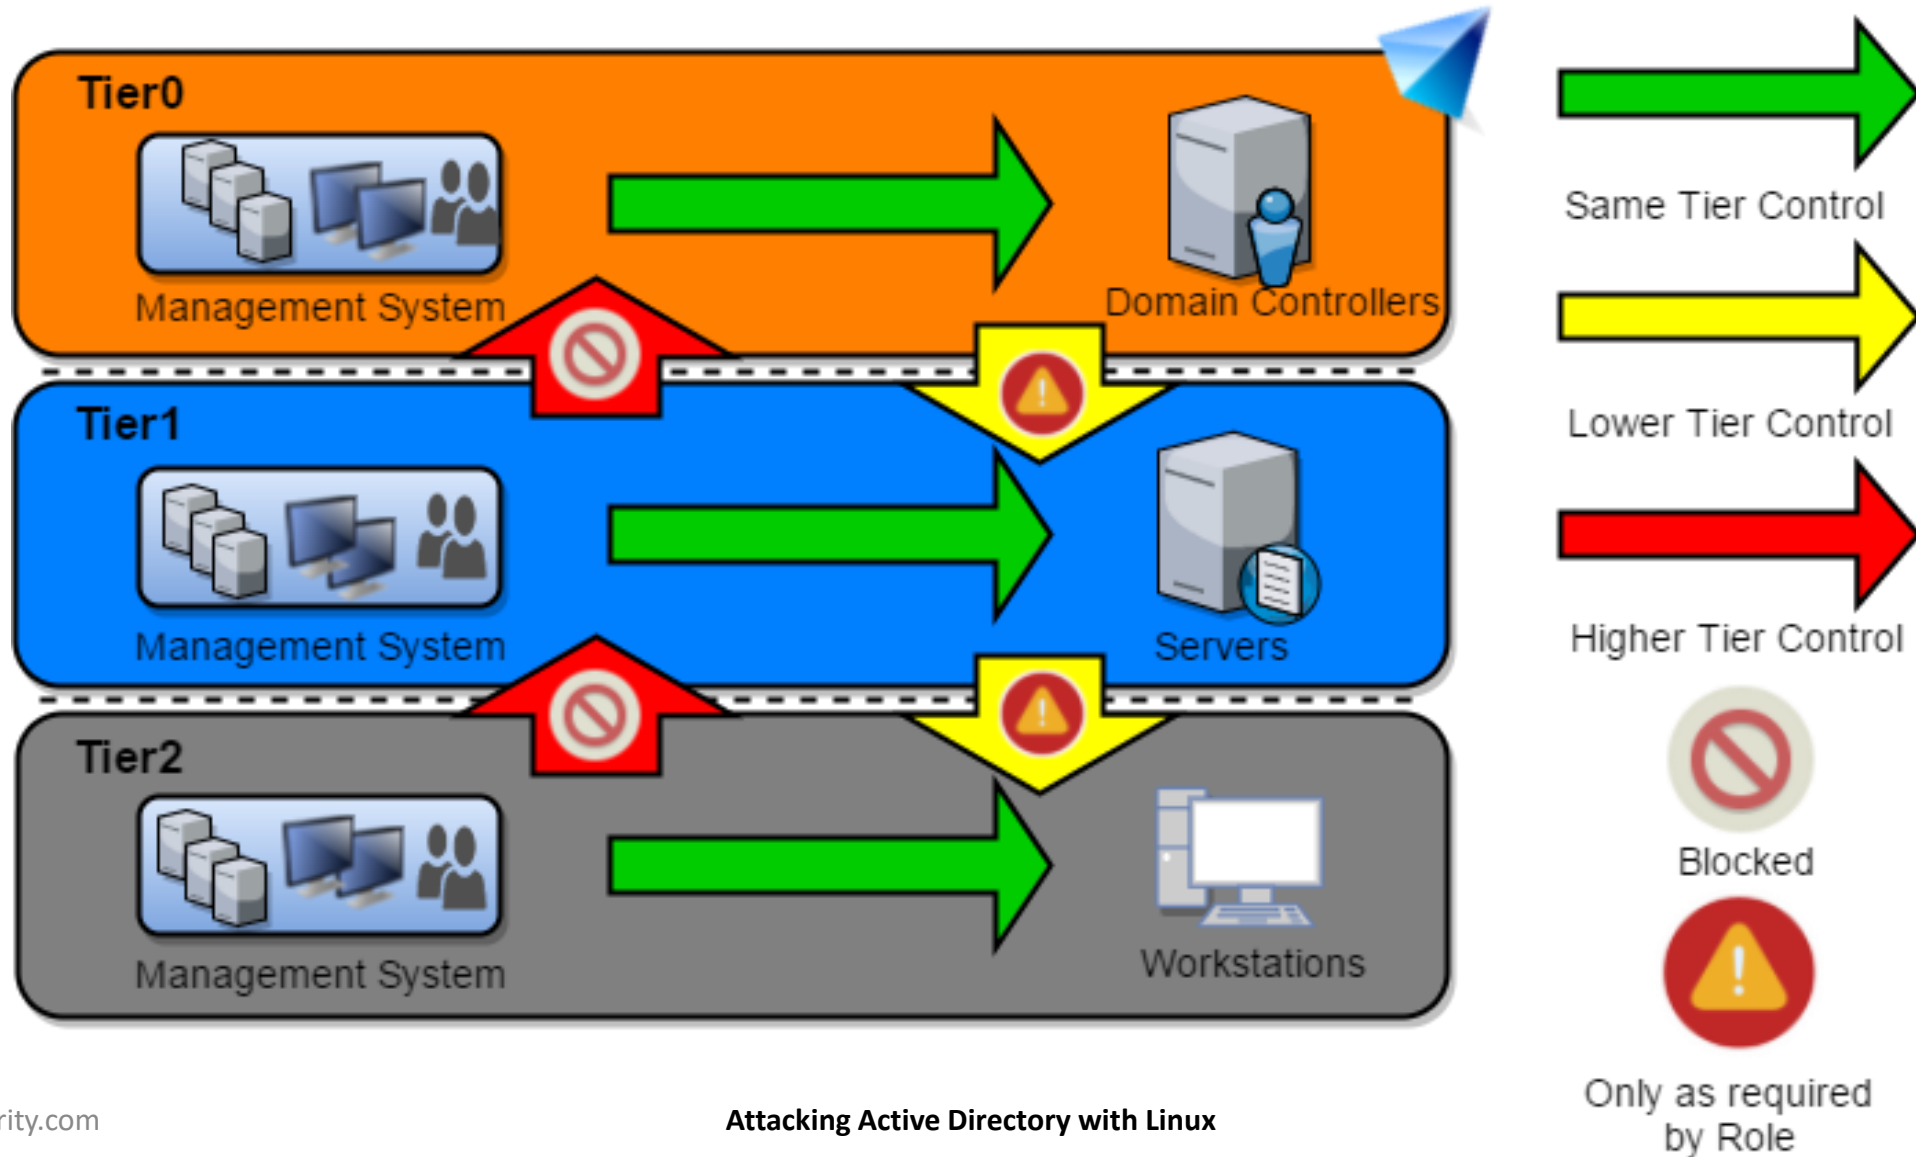 Tier0
Management System
Domain Controllers
Tier1
Management System
Servers
Tier2
Management System
Workstations
Same Tier Control
Lower Tier Control
Higher Tier Control
Blocked
Only as required
by Role
rity.com
Attacking Active Directory with Linux